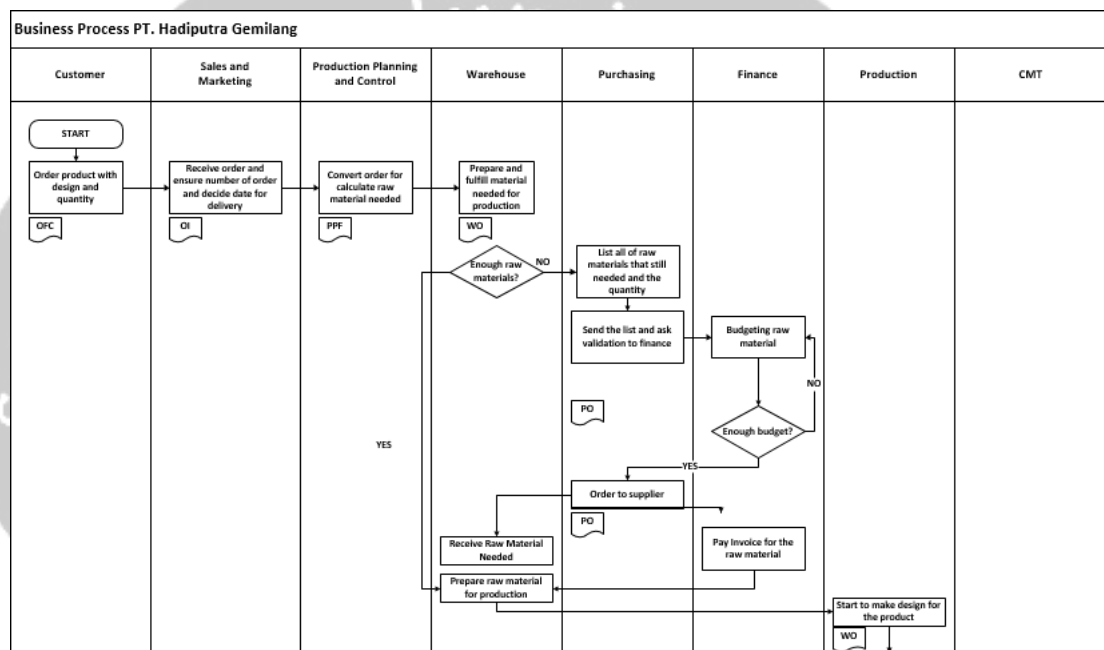 Business Process PT. Hadiputra Gemilang
Customer
Sales and
Marketing
Production Planning
and Control
Warehouse
Purchasing
Finance
Production
CMT
START
Order product with
design and
quantity
Receive order and
ensure number of order
and decide date for
delivery
Convert order for
calculate raw
material needed
Prepare and
fulfill material
needed for
production
OFC
OI
PPF
WO
Enough raw
materials?
NO
List all of raw
materials that still
needed and the
quantity
Send the list and ask
validation to finance
Budgeting raw
material
NO
PO
Enough budget?
YES
YES
Order to supplier
PO
Receive Raw Material
Needed
Pay Invoice for the
raw material
Prepare raw material
for production
Start to make design for
the product
WO